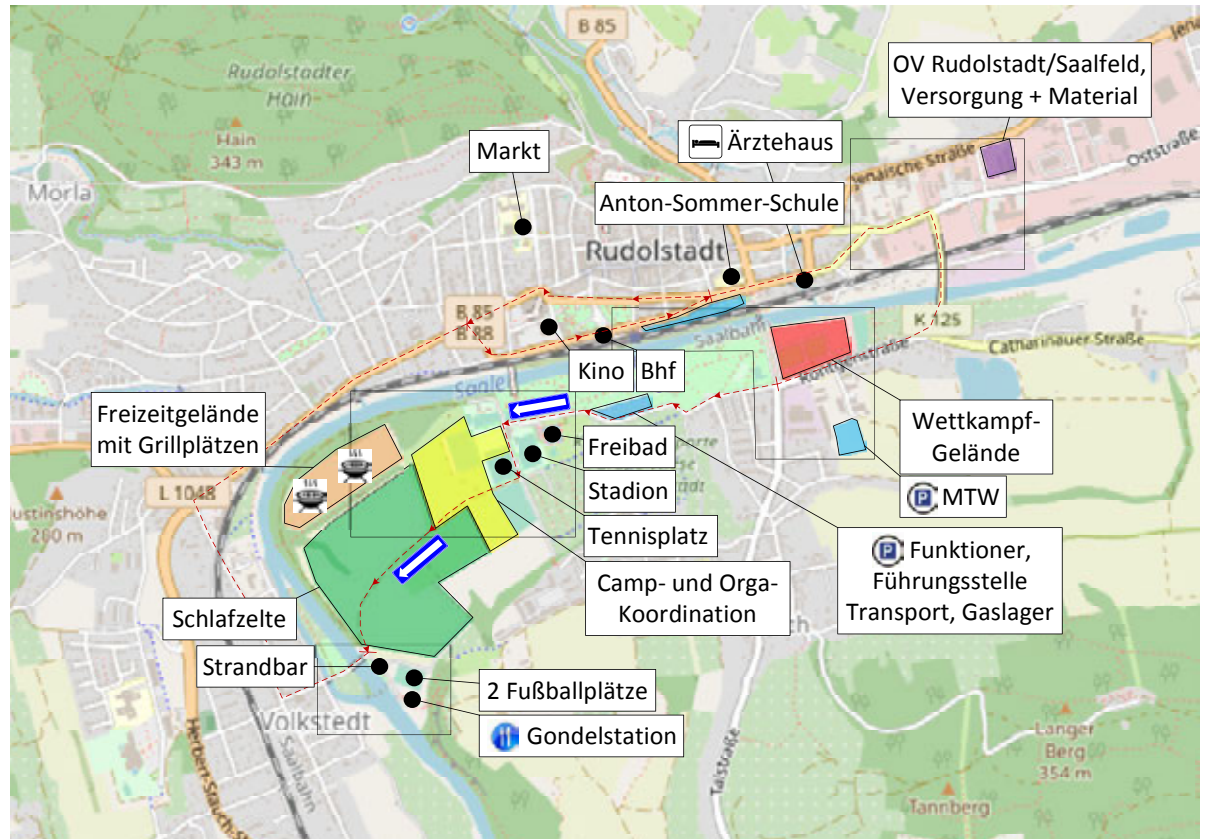 B 85
OV Rudolstadt/Saalfeld,
Versorgung + Material
Rudolstadter
Hain
Hain
343 m
Markt
Ärztehaus
Jenaische Straße
Oststraße
Morla
Anton-Sommer-Schule
Rudolstadt
B 85
B 88
Saalbahn
K 125
Catharinauer Straße
Kino
Bhf
Saale
Freizeitgelände
mit Grillplätzen
Wettkampf-
Gelände
Freibad
Stadion
L 1048
MTW
Tennisplatz
Funktioner,
Führungsstelle
Transport, Gaslager
Camp- und Orga-
Koordination
Schlafzelte
Strandbar
2 Fußballplätze
Volkstedt
Gondelstation
Saalbahn
Talstraße
Langer
Berg
354 m
Tannberg